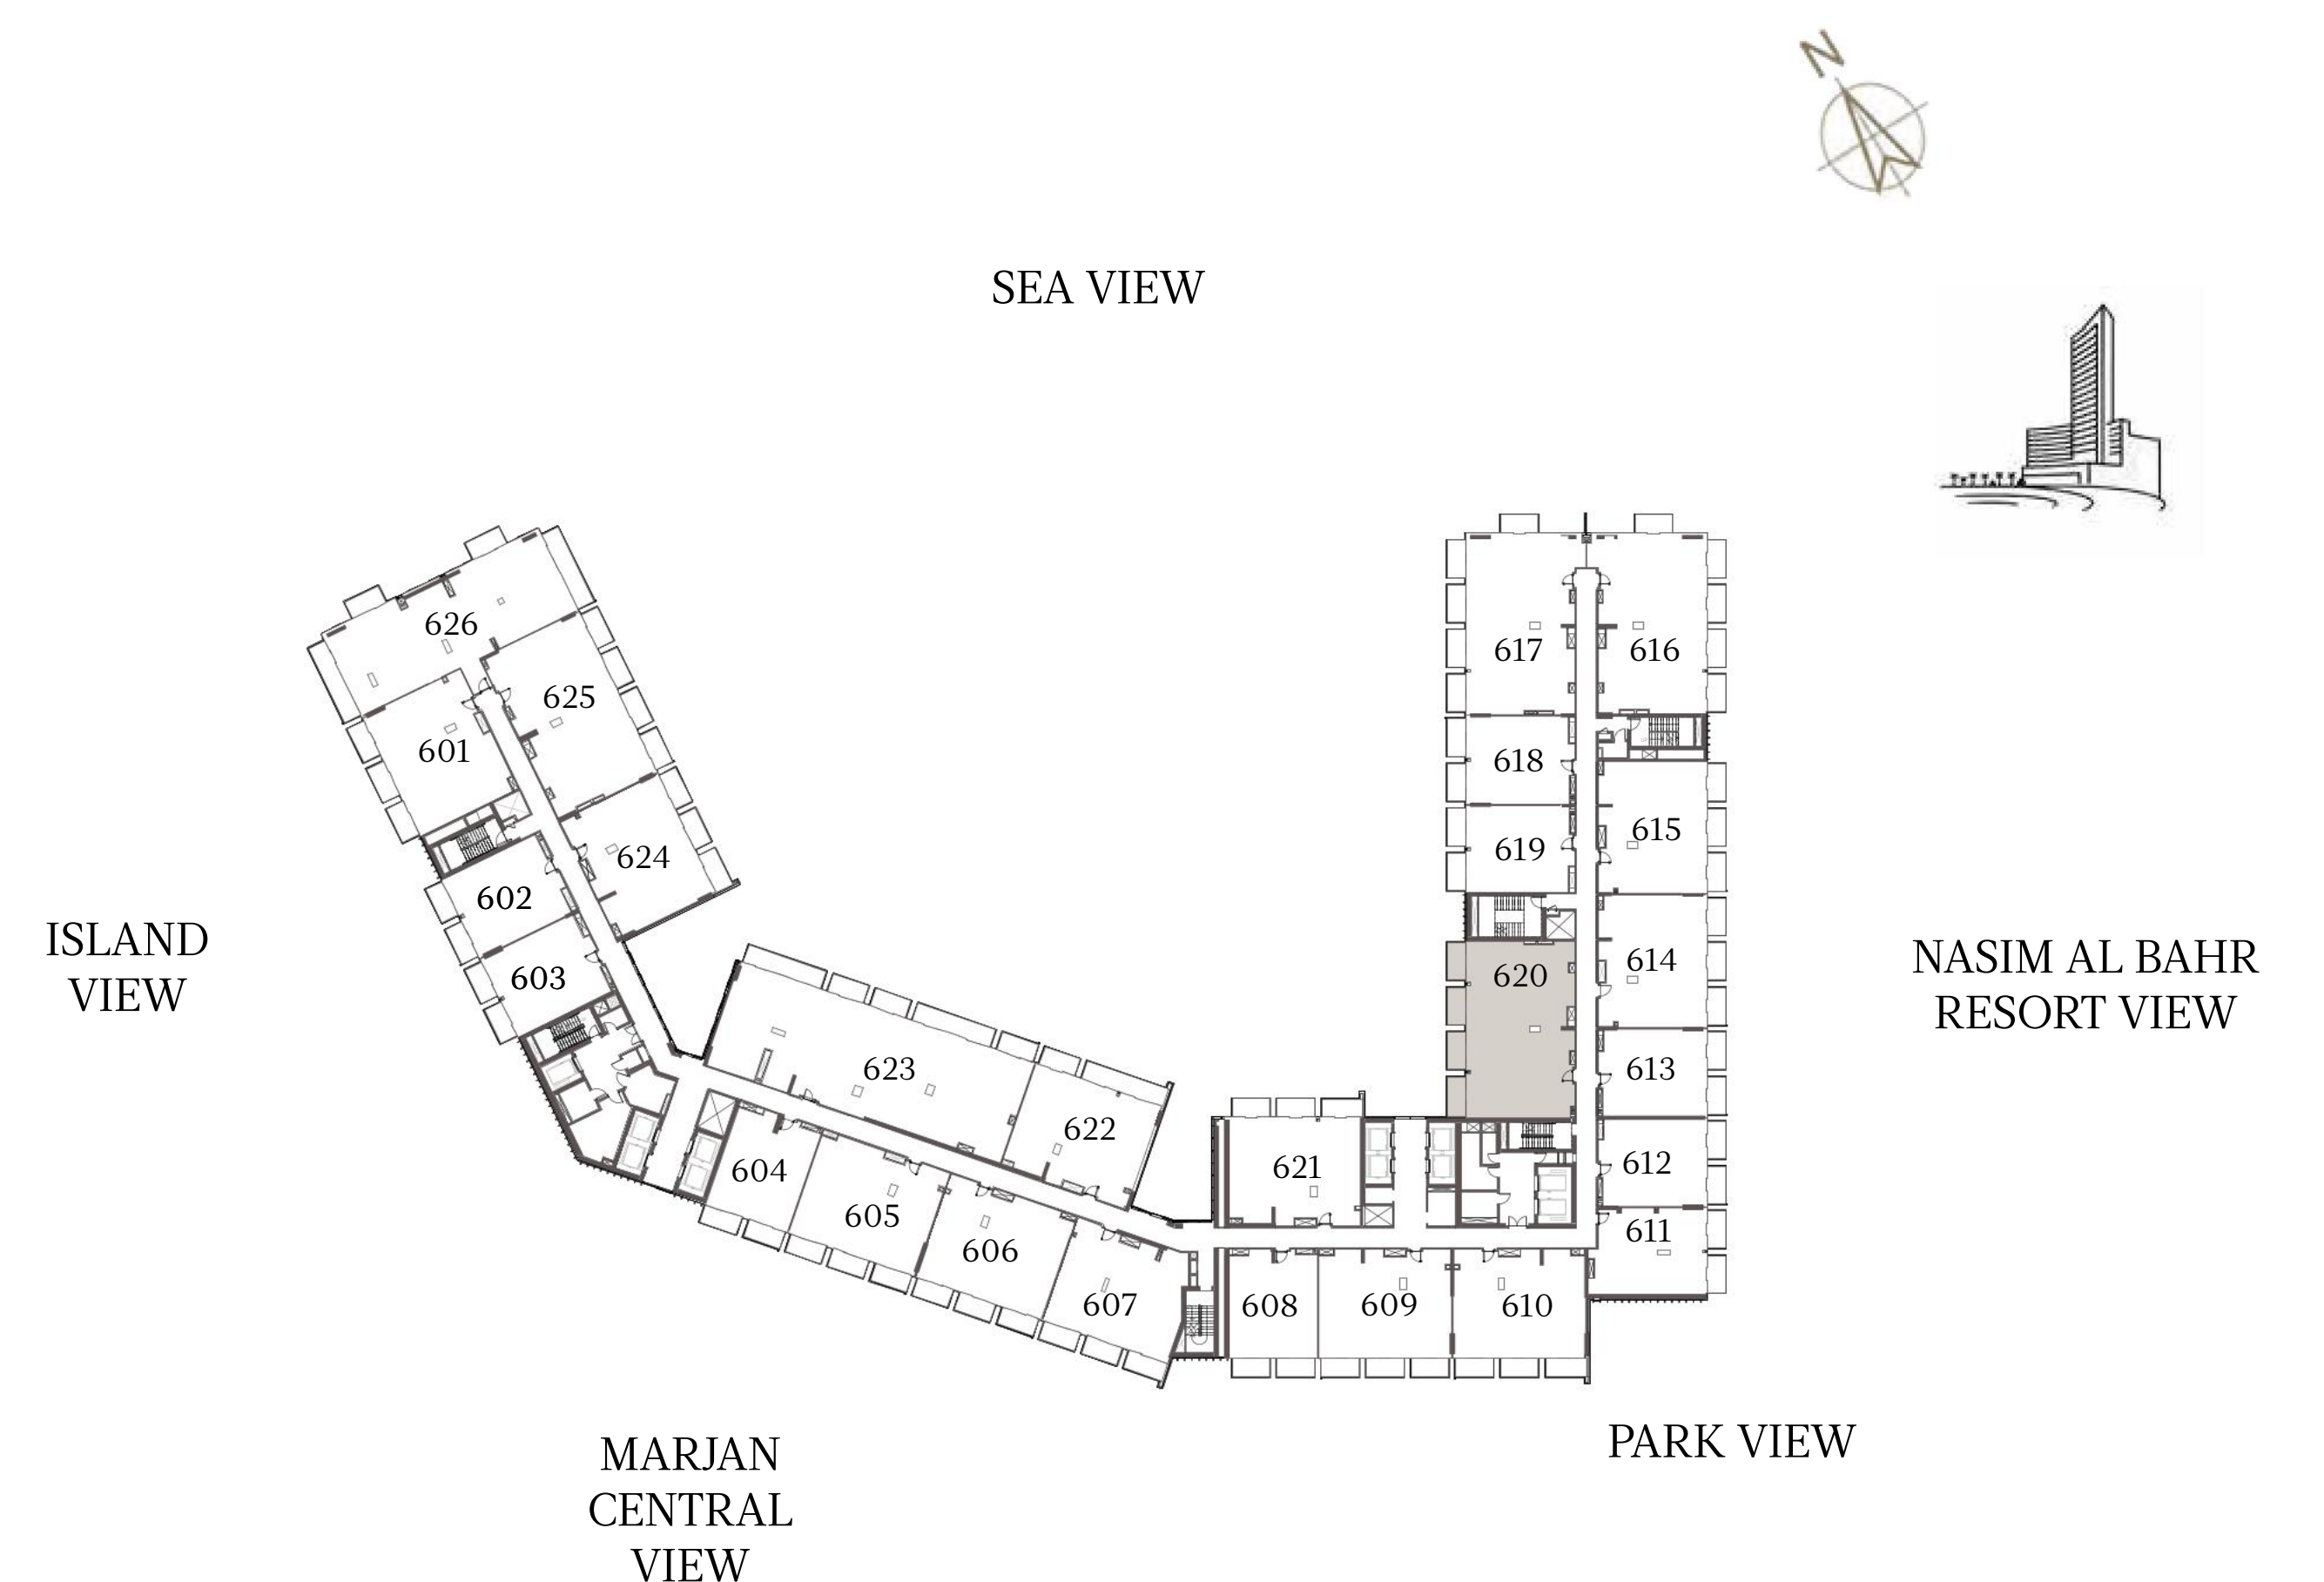 N
SEA VIEW
626
625
601
624
602
603
617
616
618
615
619
620
614
613
623
622
621
612
604
605
606
607
611
608
609
610
ISLAND
VIEW
NASIM AL BAHR
RESORT VIEW
PARK VIEW
MARJAN
CENTRAL
VIEW